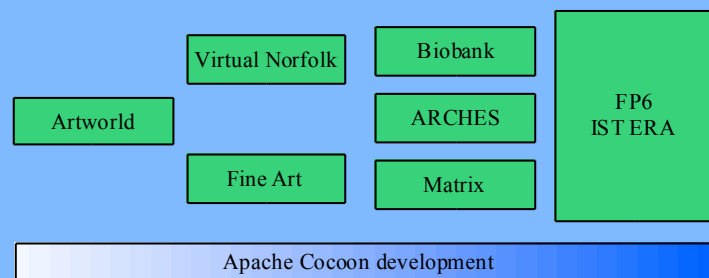 Artworld
Virtual Norfolk
Fine Art
Biobank
ARCHES
Matrix
FP6
IST ERA
Apache Cocoon development